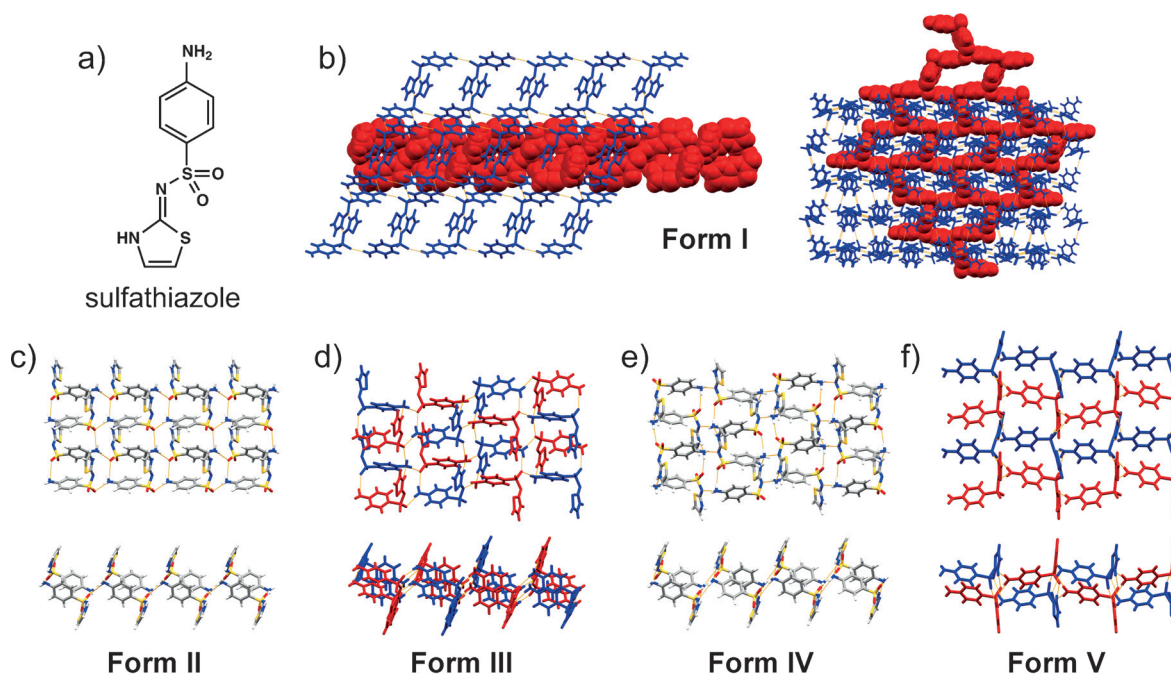 a)
NH2
S
O
O
N
HN
S
sulfathiazole
b)
Form I
c)
d)
e)
f)
Form II
Form III
Form IV
Form V